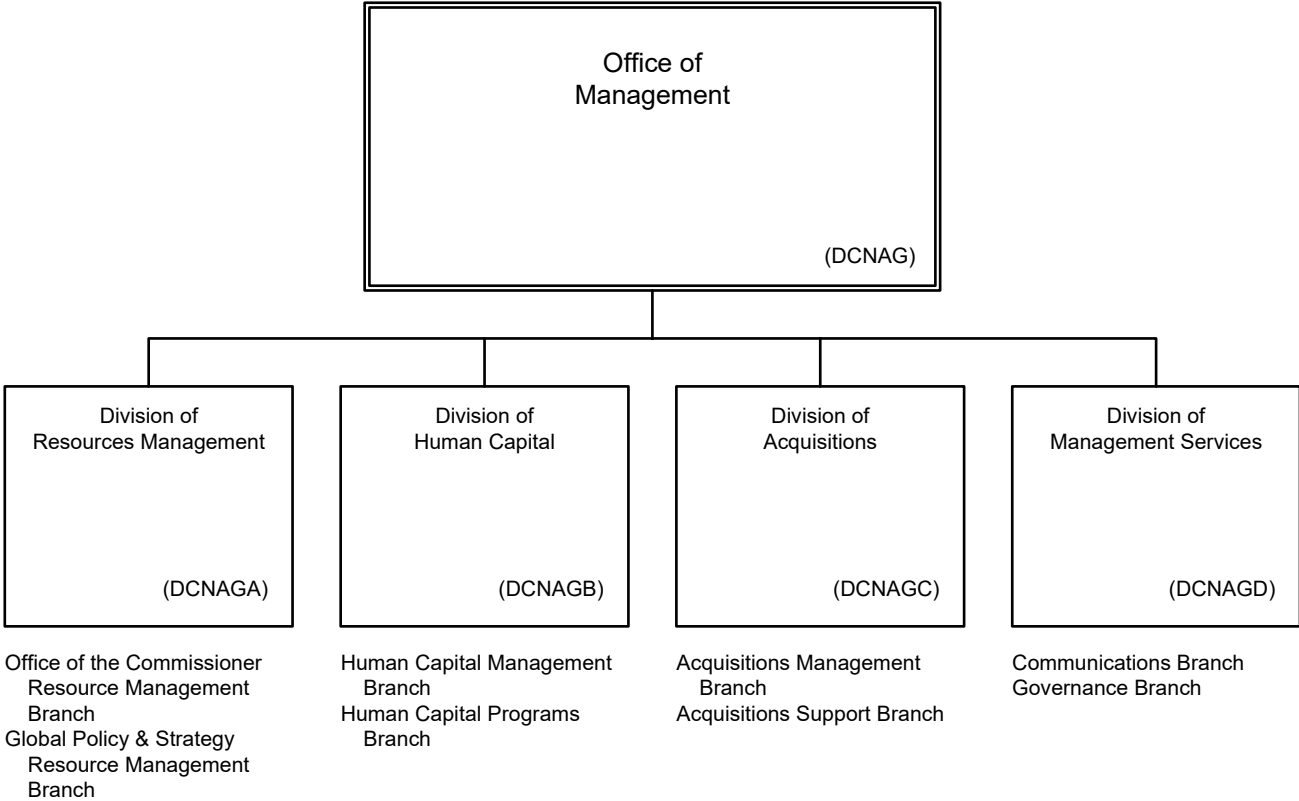 Office of
Management
(DCNAG)
Division of
Resources Management
(DCNAGA)
Division of
Human Capital
(DCNAGB)
Division of
Acquisitions
(DCNAGC)
Division of
Management Services
(DCNAGD)
Office of the Commissioner
Resource Management
Branch
Global Policy & Strategy
Resource Management
Branch
Human Capital Management
Branch
Human Capital Programs
Branch
Acquisitions Management
Branch
Acquisitions Support Branch
Communications Branch
Governance Branch